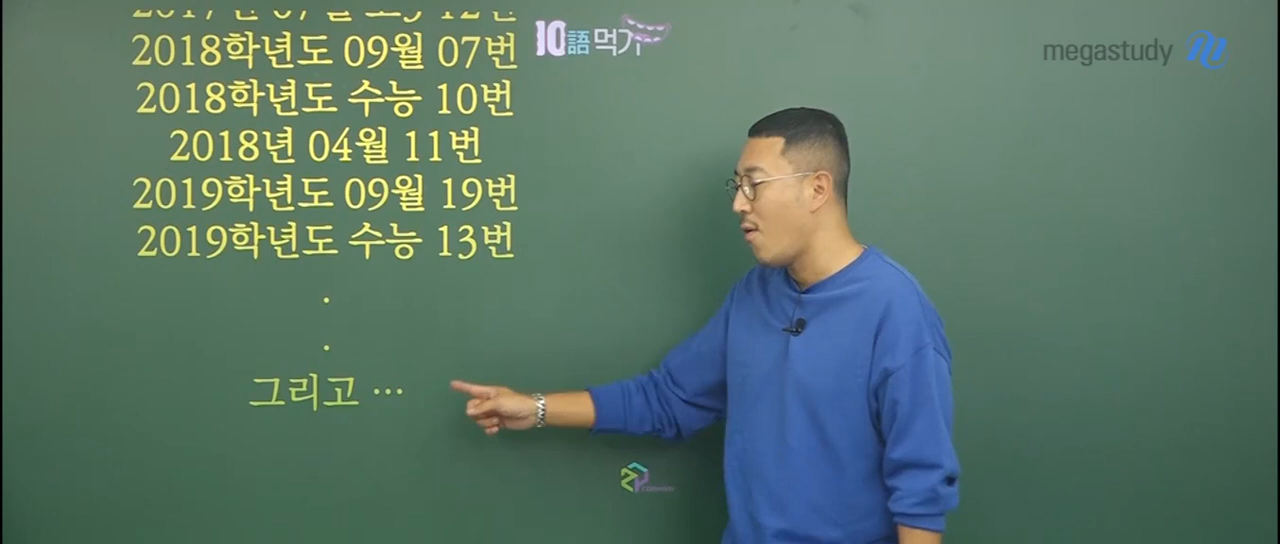 2018학년도 09월 07번
2018학년도 수능 10번
2018년 04월 11번
2019학년도 09월 19번
2019학년도 수능 13번
.
.
그리고 …
10語먹기
megastudy